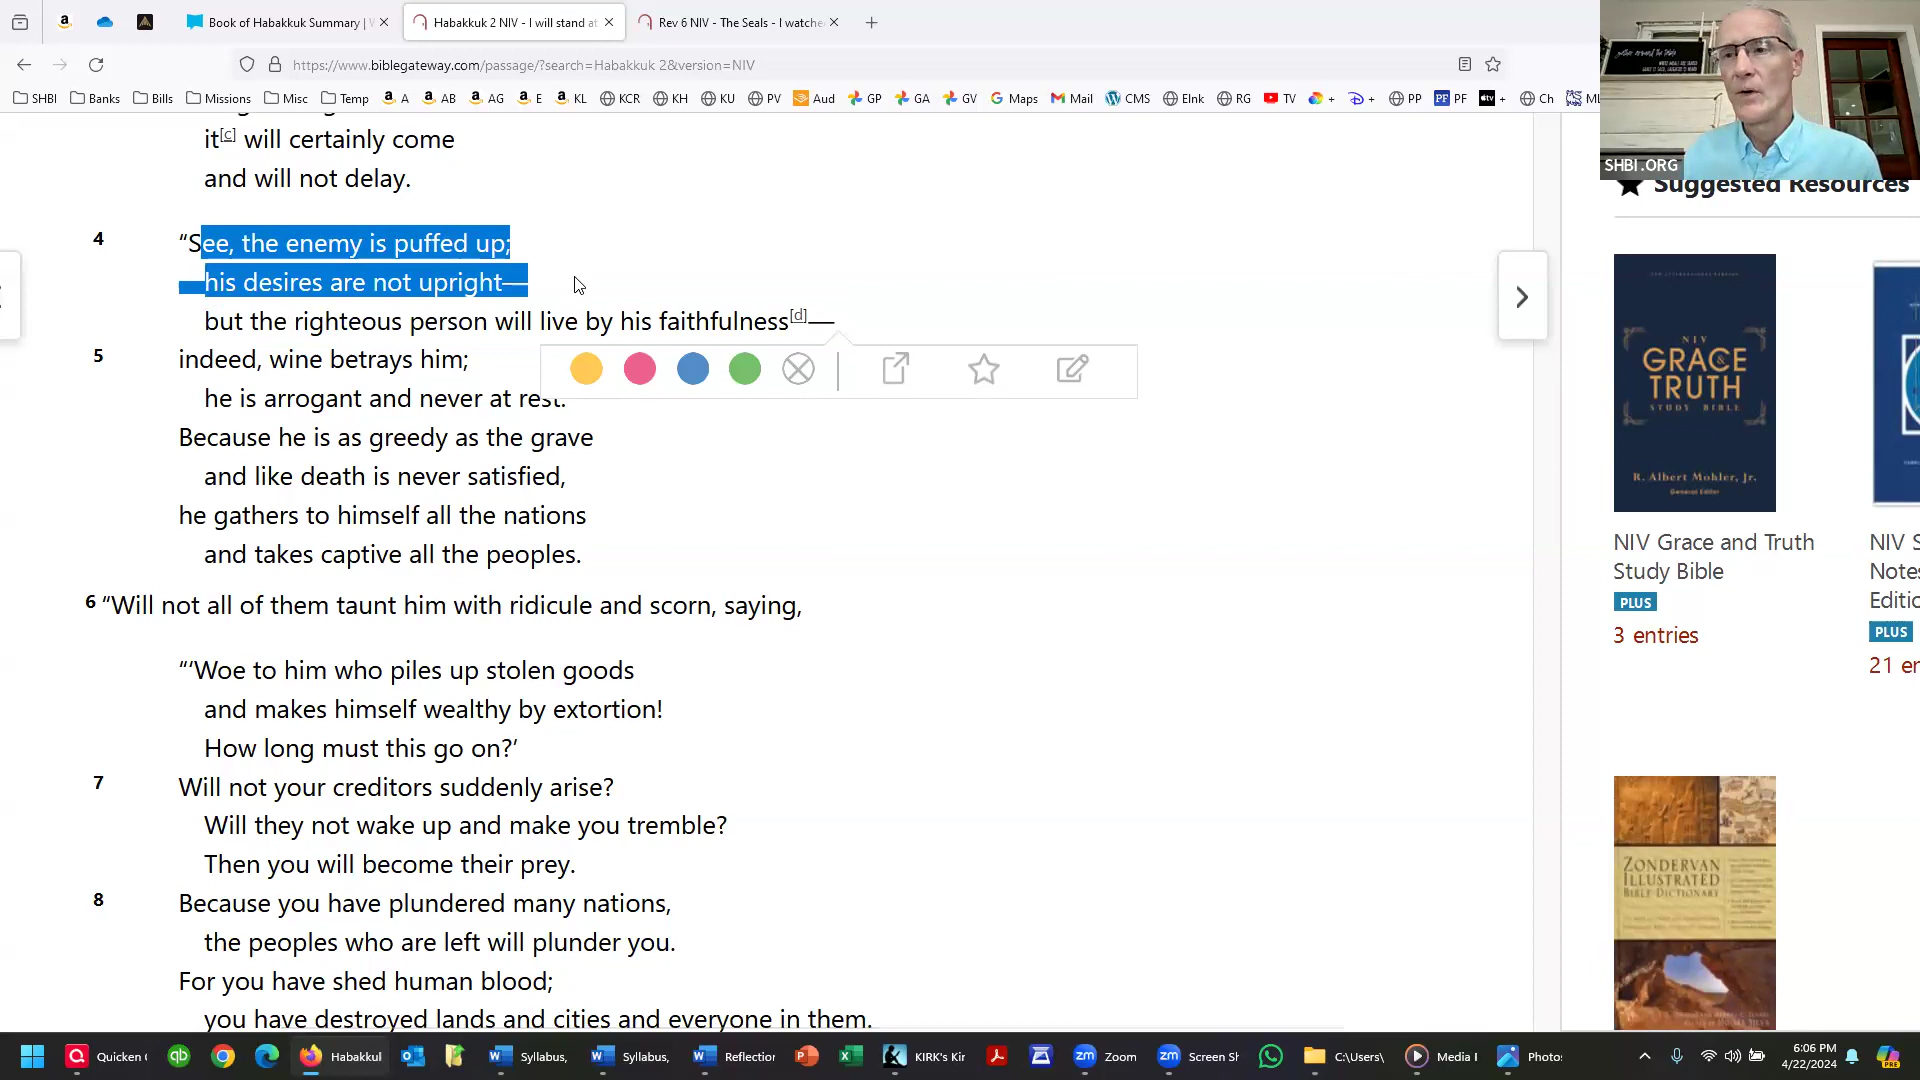 Book of Habakkuk Summary |
Habakkuk 2 NIV - I will stand at
Rev 6 NIV - The Seals - I watche
https://www.biblegateway.com/passage/?search=Habakkuk 2&version=NIV
SHBI Banks Bills Missions Misc Temp A AB AG E KL KCR KH KU PV Aud GP GA GV Maps Mail CMS EInk RG TV + + PP PF + Ch ML
it[c] will certainly come
and will not delay.
4 “See, the enemy is puffed up;
his desires are not upright—
but the righteous person will live by his faithfulness[d]—
5 indeed, wine betrays him;
he is arrogant and never at rest.
Because he is as greedy as the grave
and like death is never satisfied,
he gathers to himself all the nations
and takes captive all the peoples.
6 “Will not all of them taunt him with ridicule and scorn, saying,
“‘Woe to him who piles up stolen goods
and makes himself wealthy by extortion!
How long must this go on?’
7 Will not your creditors suddenly arise?
Will they not wake up and make you tremble?
Then you will become their prey.
8 Because you have plundered many nations,
the peoples who are left will plunder you.
For you have shed human blood;
you have destroyed lands and cities and everyone in them.
SHBI.ORG
Suggested Resources
NIV
GRACE
&
TRUTH
STUDY BIBLE
R. Albert Mohler, Jr.
General Editor
NIV Grace and Truth
Study Bible
PLUS
3 entries
NIV S
Notes
Editio
PLUS
21 en
ZONDERVAN
ILLUSTRATED
BIBLE DICTIONARY
Quicken
Habakkul
Syllabus,
Syllabus,
Reflection
KIRK's Kir
Zoom
Screen Sh
C:\Users\
Media
Photos
6:06 PM
4/22/2024
PRE